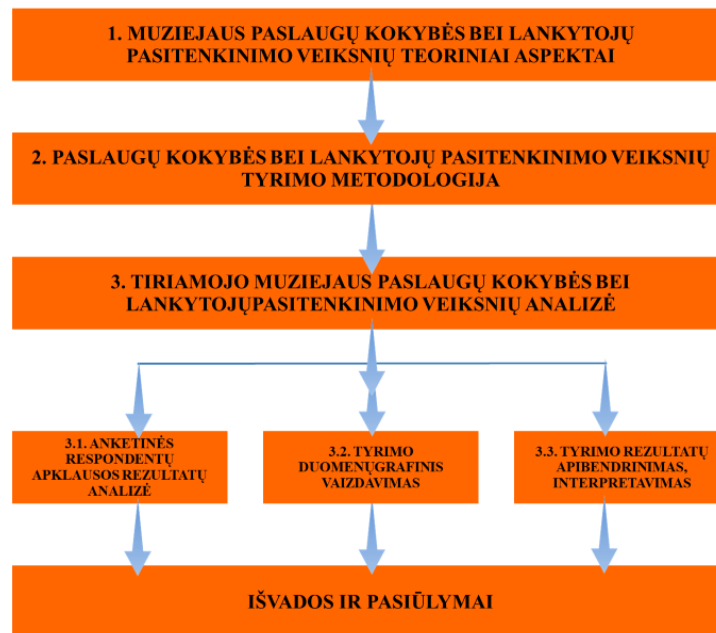 1. MUZIEJAUS PASLAUGŲ KOKYBĖS BEI LANKYTOJŲ
PASITENKINIMO VEIKSNIŲ TEORINIAI ASPEKTAI
2. PASLAUGŲ KOKYBĖS BEI LANKYTOJŲ PASITENKINIMO VEIKSNIŲ
TYRIMO METODOLOGIJA
3. TIRIAMOJO MUZIEJAUS PASLAUGŲ KOKYBĖS BEI
LANKYTOJŲPASITENKINIMO VEIKSNIŲ ANALIZĖ
3.1. ANKETINĖS
RESPONDENTŲ
APKLAUSOS REZULTATŲ
ANALIZĖ
3.2. TYRIMO
DUOMENŲGRAFINIS
VAIZDAVIMAS
3.3. TYRIMO REZULTATŲ
APIBENDRINIMAS,
INTERPRETAVIMAS
IŠVADOS IR PASIŪLYMAI